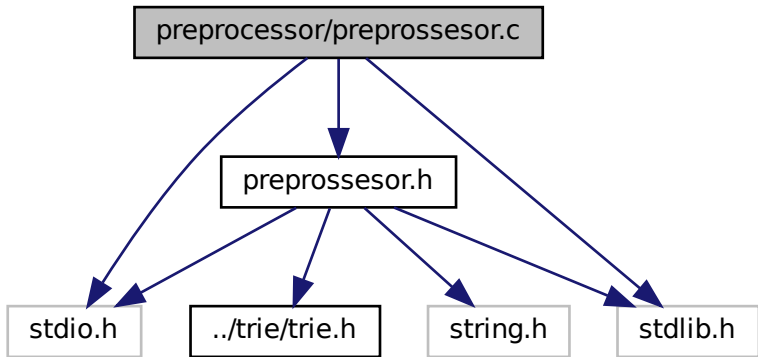 preprocessor/preprossesor.c
preprossesor.h
stdio.h
../trie/trie.h
string.h
stdlib.h